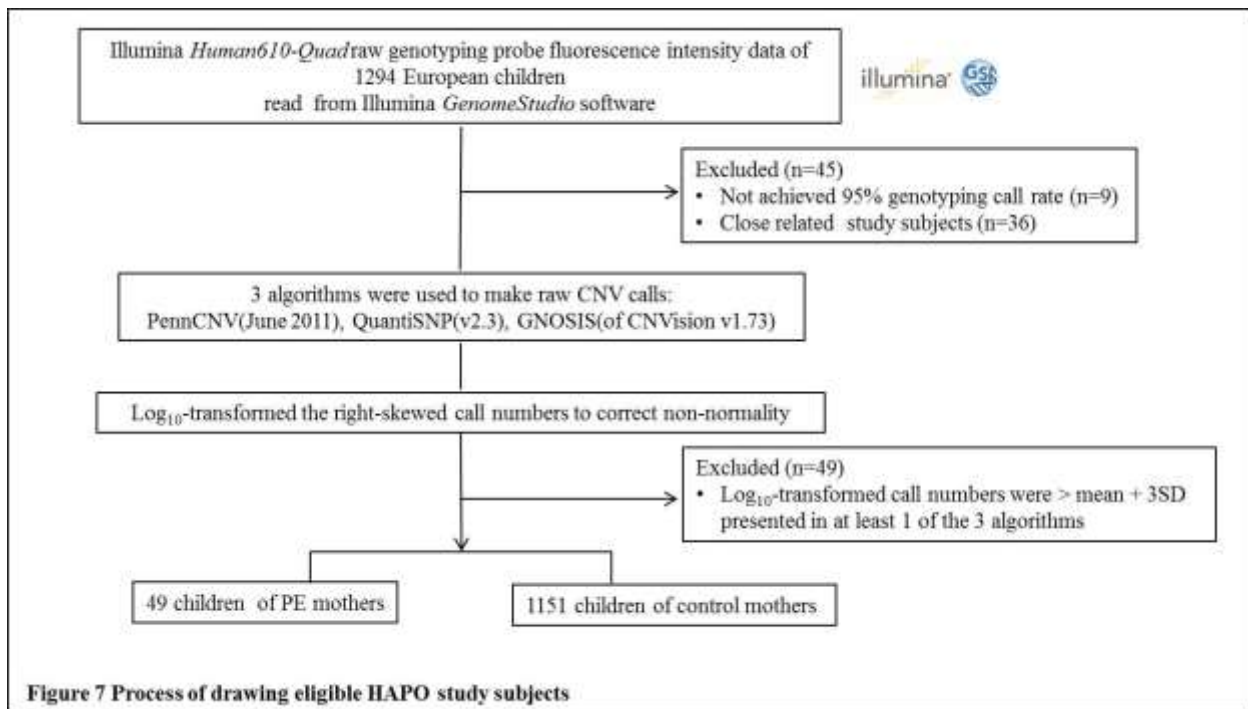 Illumina Human610-Quad raw genotyping probe fluorescence intensity data of
1294 European children
read from Illumina GenomeStudio software
illumina
GS
Excluded (n=45)
• Not achieved 95% genotyping call rate (n=9)
• Close related study subjects (n=36)
3 algorithms were used to make raw CNV calls:
PennCNV(June 2011), QuantiSNP(v2.3), GNOSIS(of CNVision v1.73)
Log₁₀-transformed the right-skewed call numbers to correct non-normality
Excluded (n=49)
• Log₁₀-transformed call numbers were > mean + 3SD
presented in at least 1 of the 3 algorithms
49 children of PE mothers
1151 children of control mothers
Figure 7 Process of drawing eligible HAPO study subjects